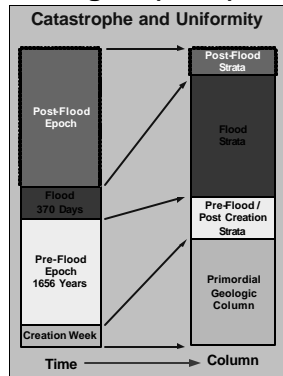 Catastrophe and Uniformity
Post-Flood
Epoch
Flood
370 Days
Pre-Flood
Epoch
1656 Years
Creation Week
Post-Flood
Strata
Flood
Strata
Pre-Flood /
Post Creation
Strata
Primordial
Geologic
Column
Time
Column